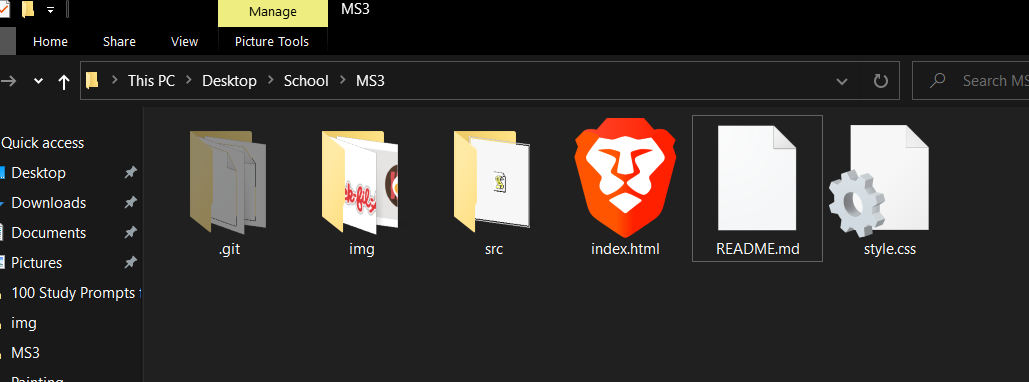 Manage
MS3
Home
Share
View
Picture Tools
This PC
Desktop
School
MS3
Search MS
Quick access
Desktop
Downloads
Documents
Pictures
100 Study Prompts f
img
MS3
Painting
.git
img
src
index.html
README.md
style.css